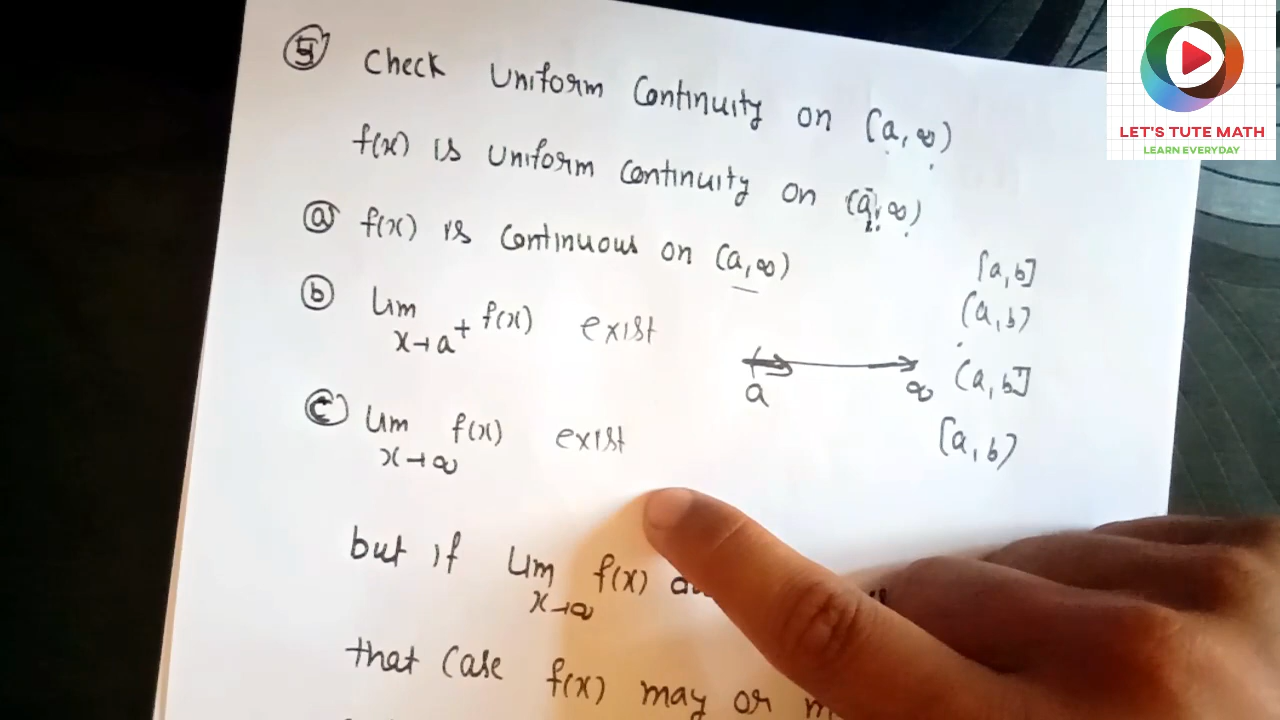 5 Check Uniform Continuity on (a, ∞)
f(x) is Uniform Continuity on (a, ∞)
a f(x) is Continuous on (a, ∞)
b lim x→a⁺ f(x) exist
c lim x→∞ f(x) exist
but if lim x→∞ f(x)
that case f(x) may or
[a, b]
(a, b)
(a, b]
[a, b)
a ∞
LET'S TUTE MATH
LEARN EVERYDAY